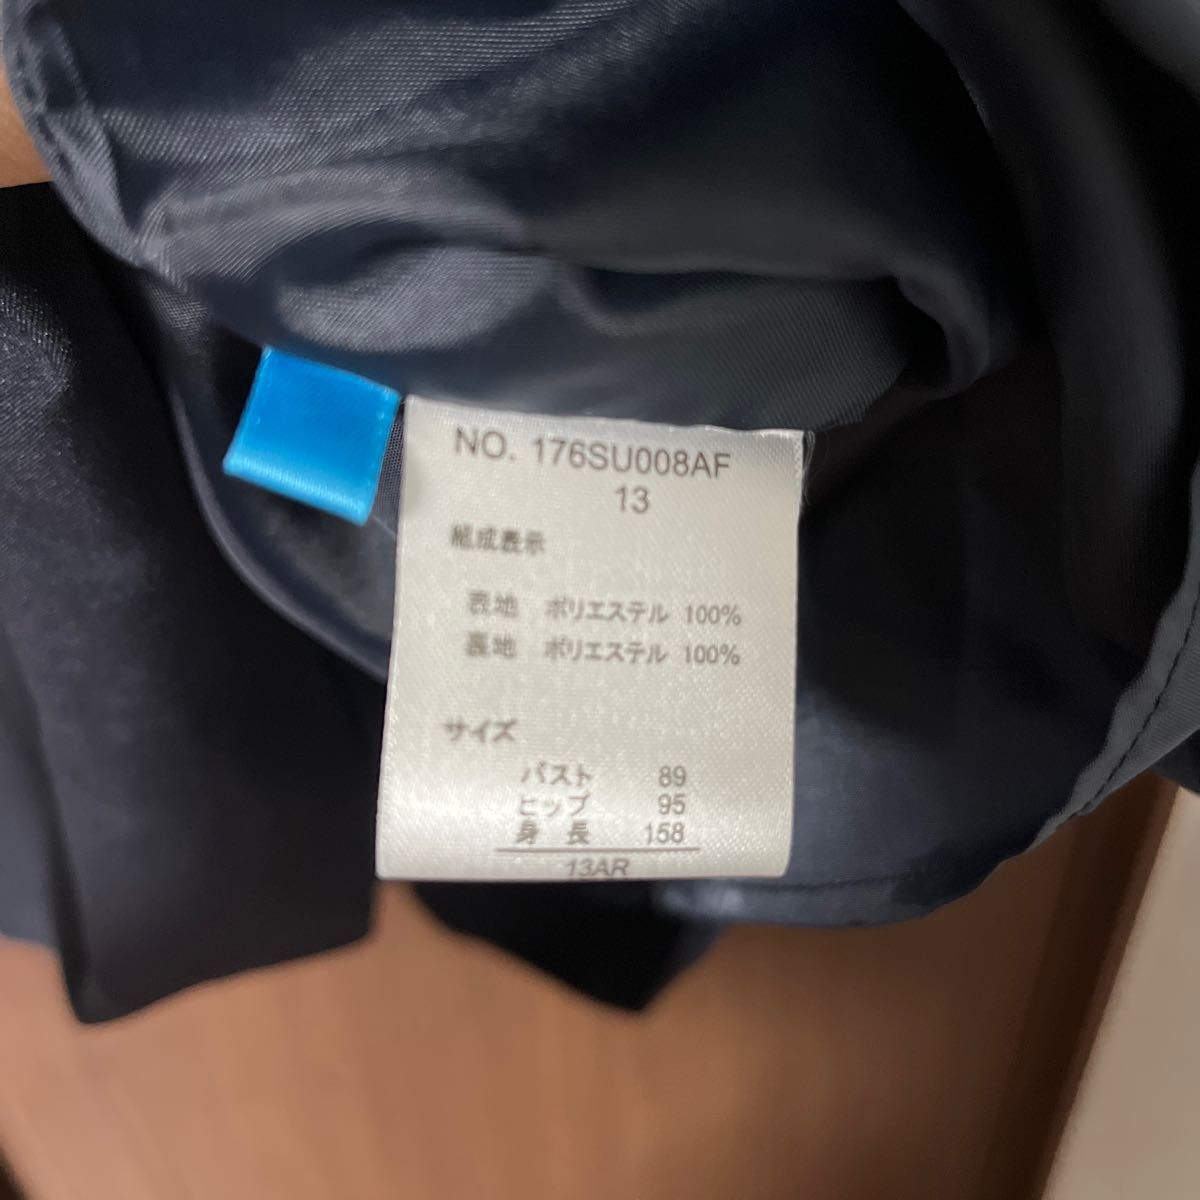 NO. 176SU008AF
13
組成表示
表地 ポリエステル 100%
裏地 ポリエステル 100%
サイズ
バスト 89
ヒップ 95
身長 158
13AR